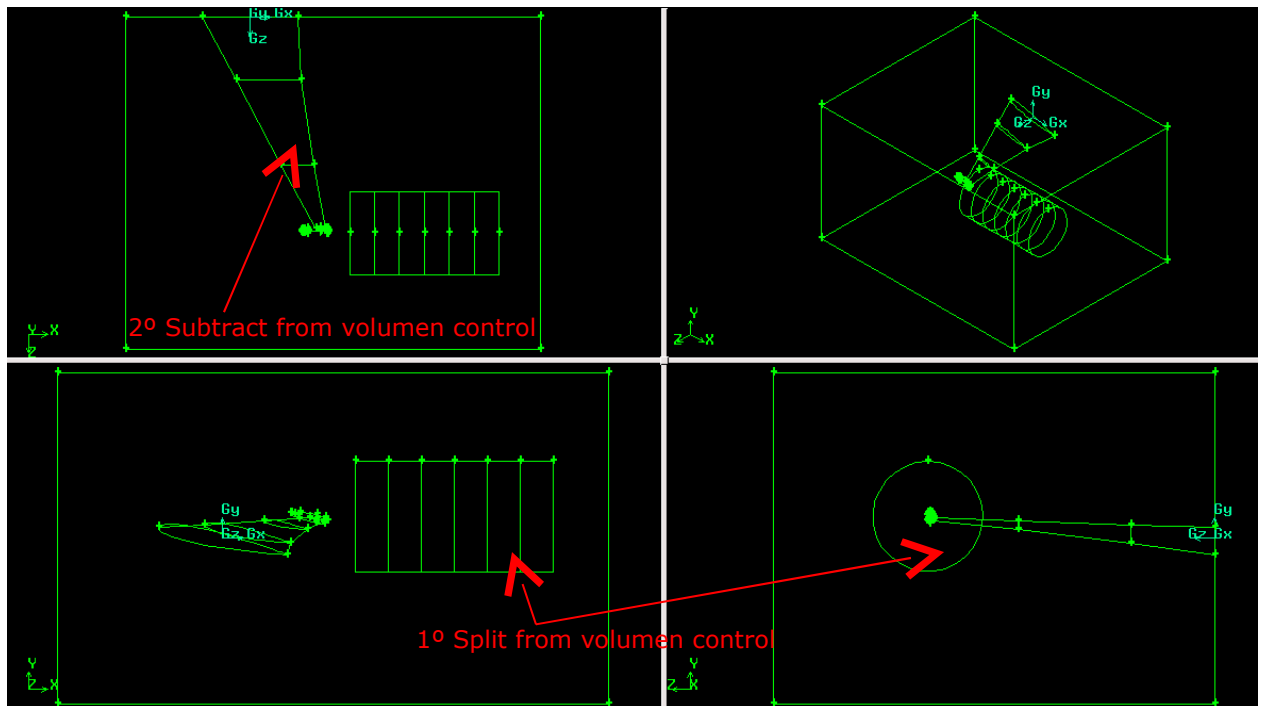 Gy Gx
Gz
2º Subtract from volumen control
Y X
Z
Gy
Gz Gx
Y
Z X
Gy
Gz Gx
1º Split from volumen control
Y
Z X
Gy
Gz Gx
Y
Z X